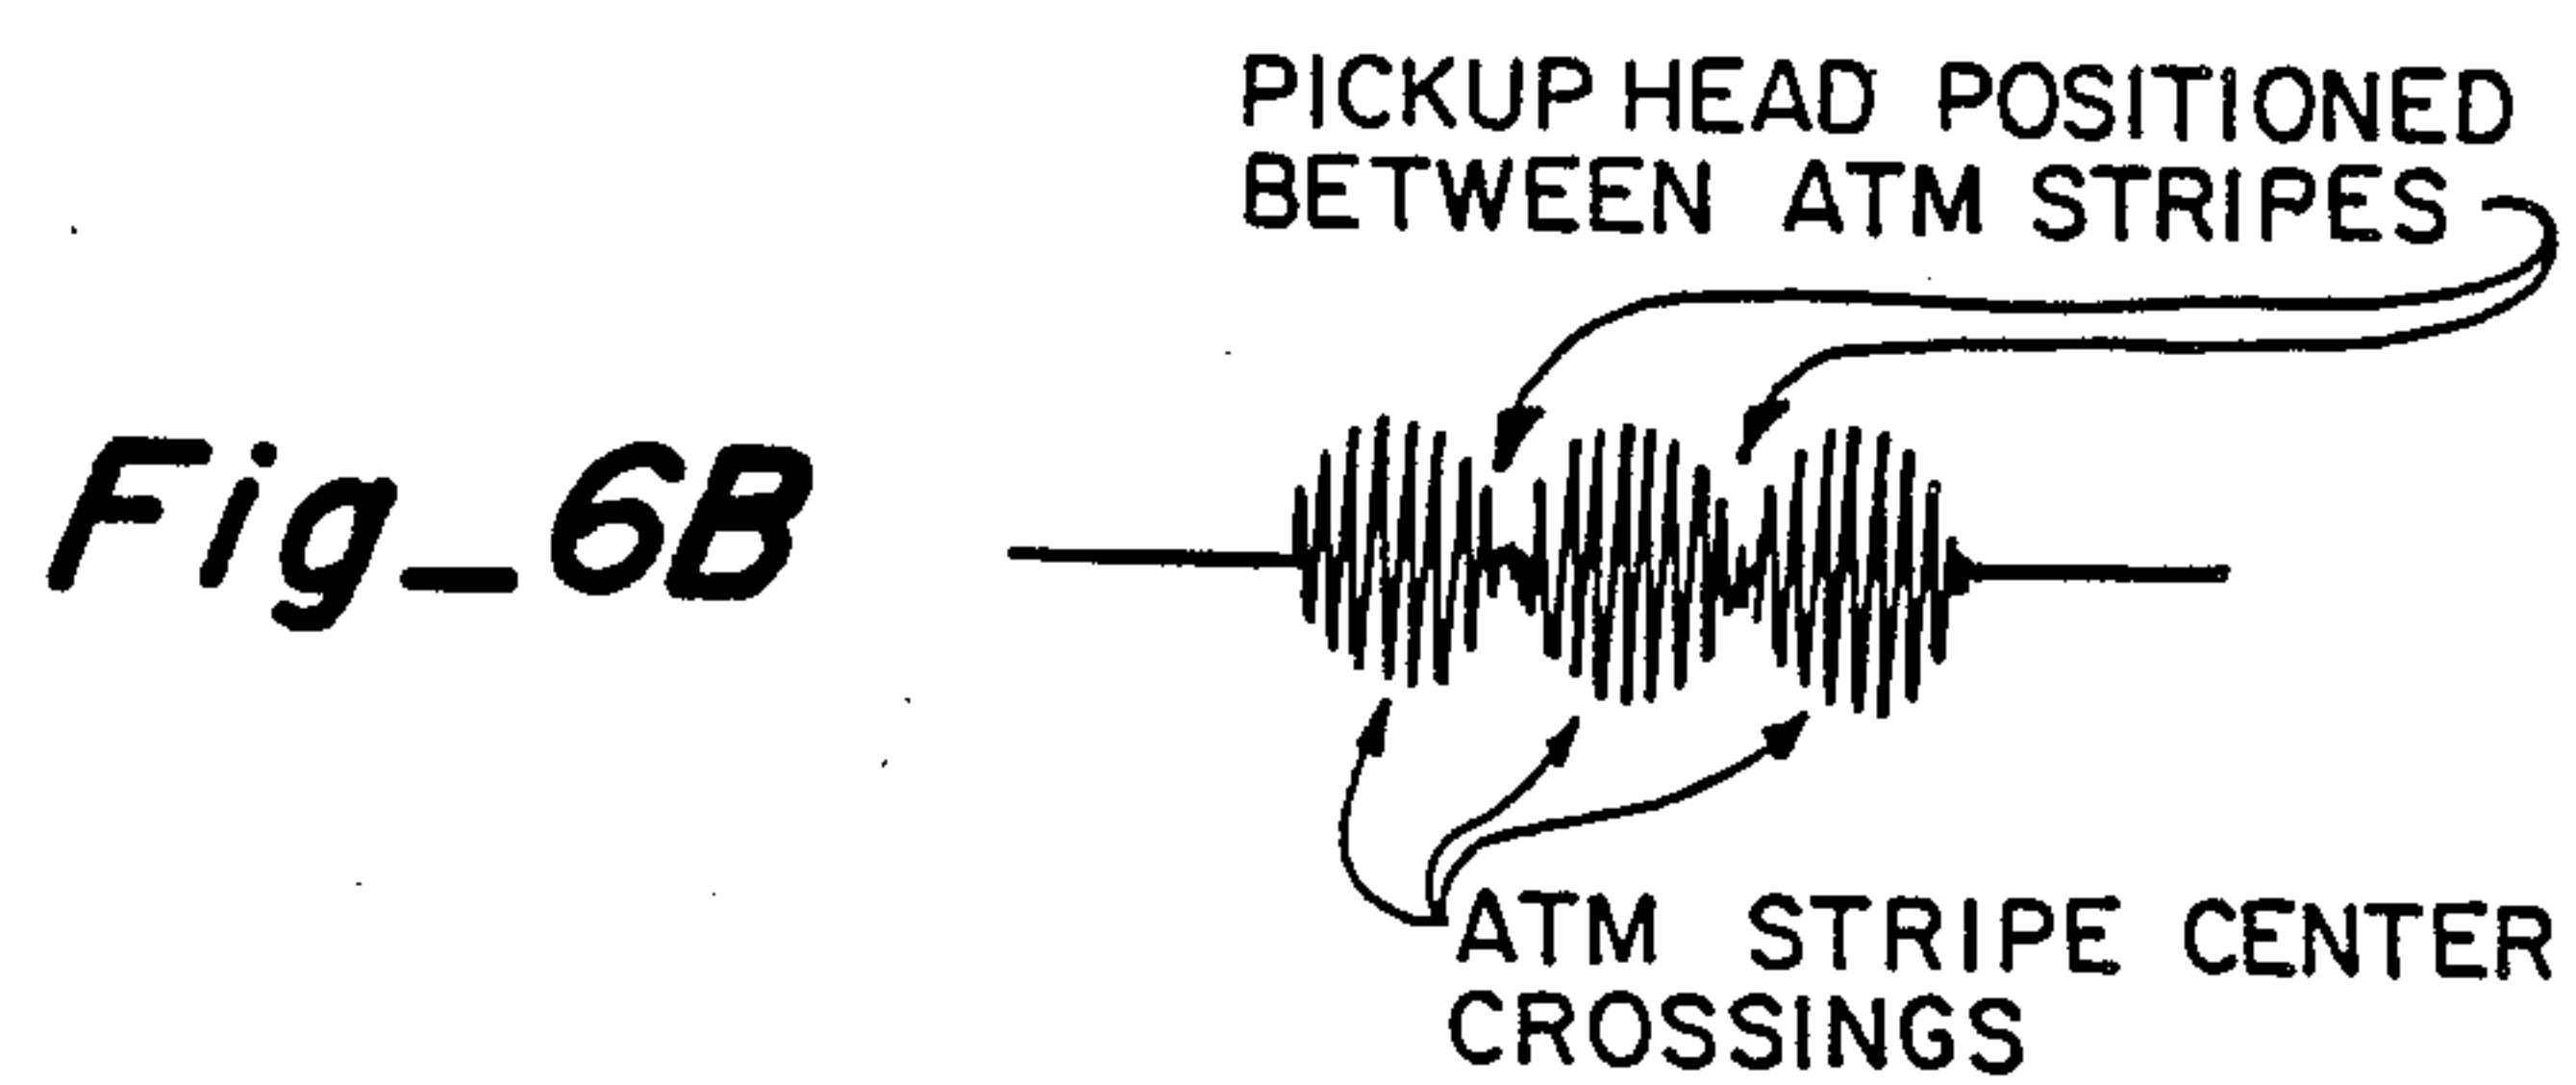 PICKUP HEAD POSITIONED
BETWEEN ATM STRIPES
Fig_6B
ATM STRIPE CENTER
CROSSINGS